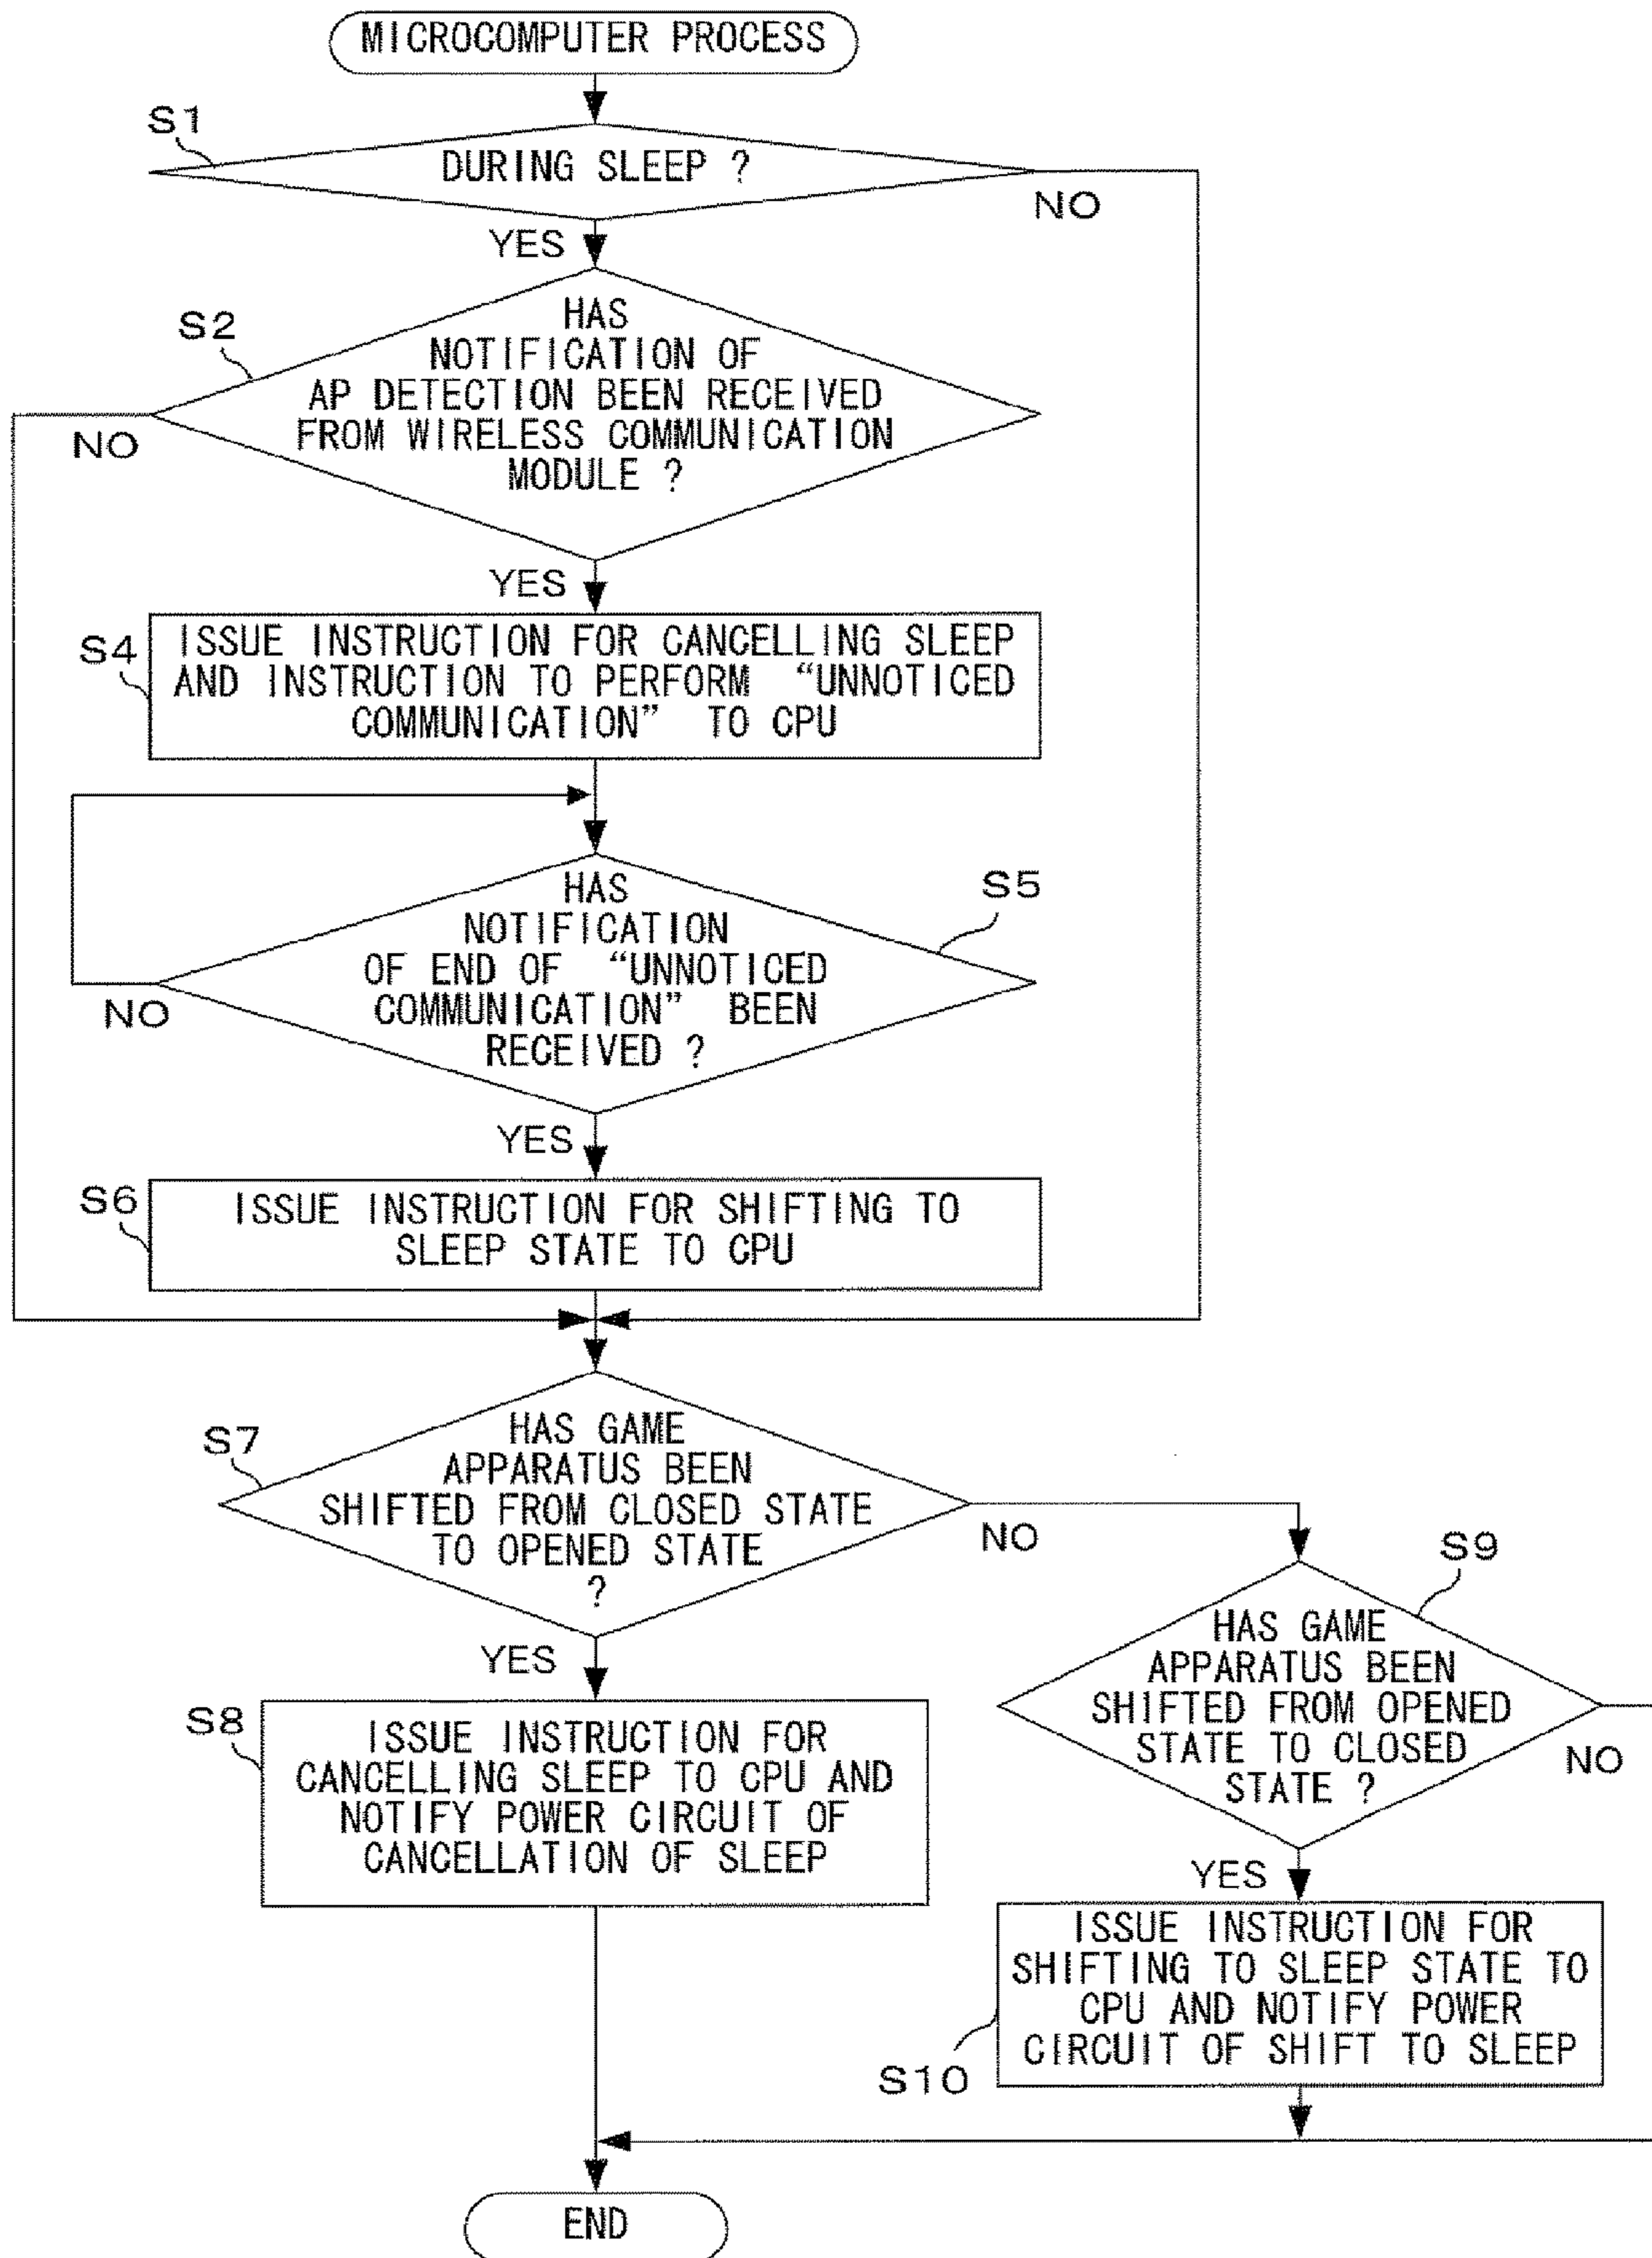 MICROCOMPUTER PROCESS
S1
DURING SLEEP ?
NO
YES
S2
HAS
NOTIFICATION OF
AP DETECTION BEEN RECEIVED
FROM WIRELESS COMMUNICATION
MODULE ?
NO
YES
S4
ISSUE INSTRUCTION FOR CANCELLING SLEEP
AND INSTRUCTION TO PERFORM “UNNOTICED
COMMUNICATION” TO CPU
S5
HAS
NOTIFICATION
OF END OF “UNNOTICED
COMMUNICATION” BEEN
RECEIVED ?
NO
YES
S6
ISSUE INSTRUCTION FOR SHIFTING TO
SLEEP STATE TO CPU
S7
HAS GAME
APPARATUS BEEN
SHIFTED FROM CLOSED STATE
TO OPENED STATE
?
NO
YES
S8
ISSUE INSTRUCTION FOR
CANCELLING SLEEP TO CPU AND
NOTIFY POWER CIRCUIT OF
CANCELLATION OF SLEEP
S9
HAS GAME
APPARATUS BEEN
SHIFTED FROM OPENED
STATE TO CLOSED
STATE ?
NO
YES
S10
ISSUE INSTRUCTION FOR
SHIFTING TO SLEEP STATE TO
CPU AND NOTIFY POWER
CIRCUIT OF SHIFT TO SLEEP
END